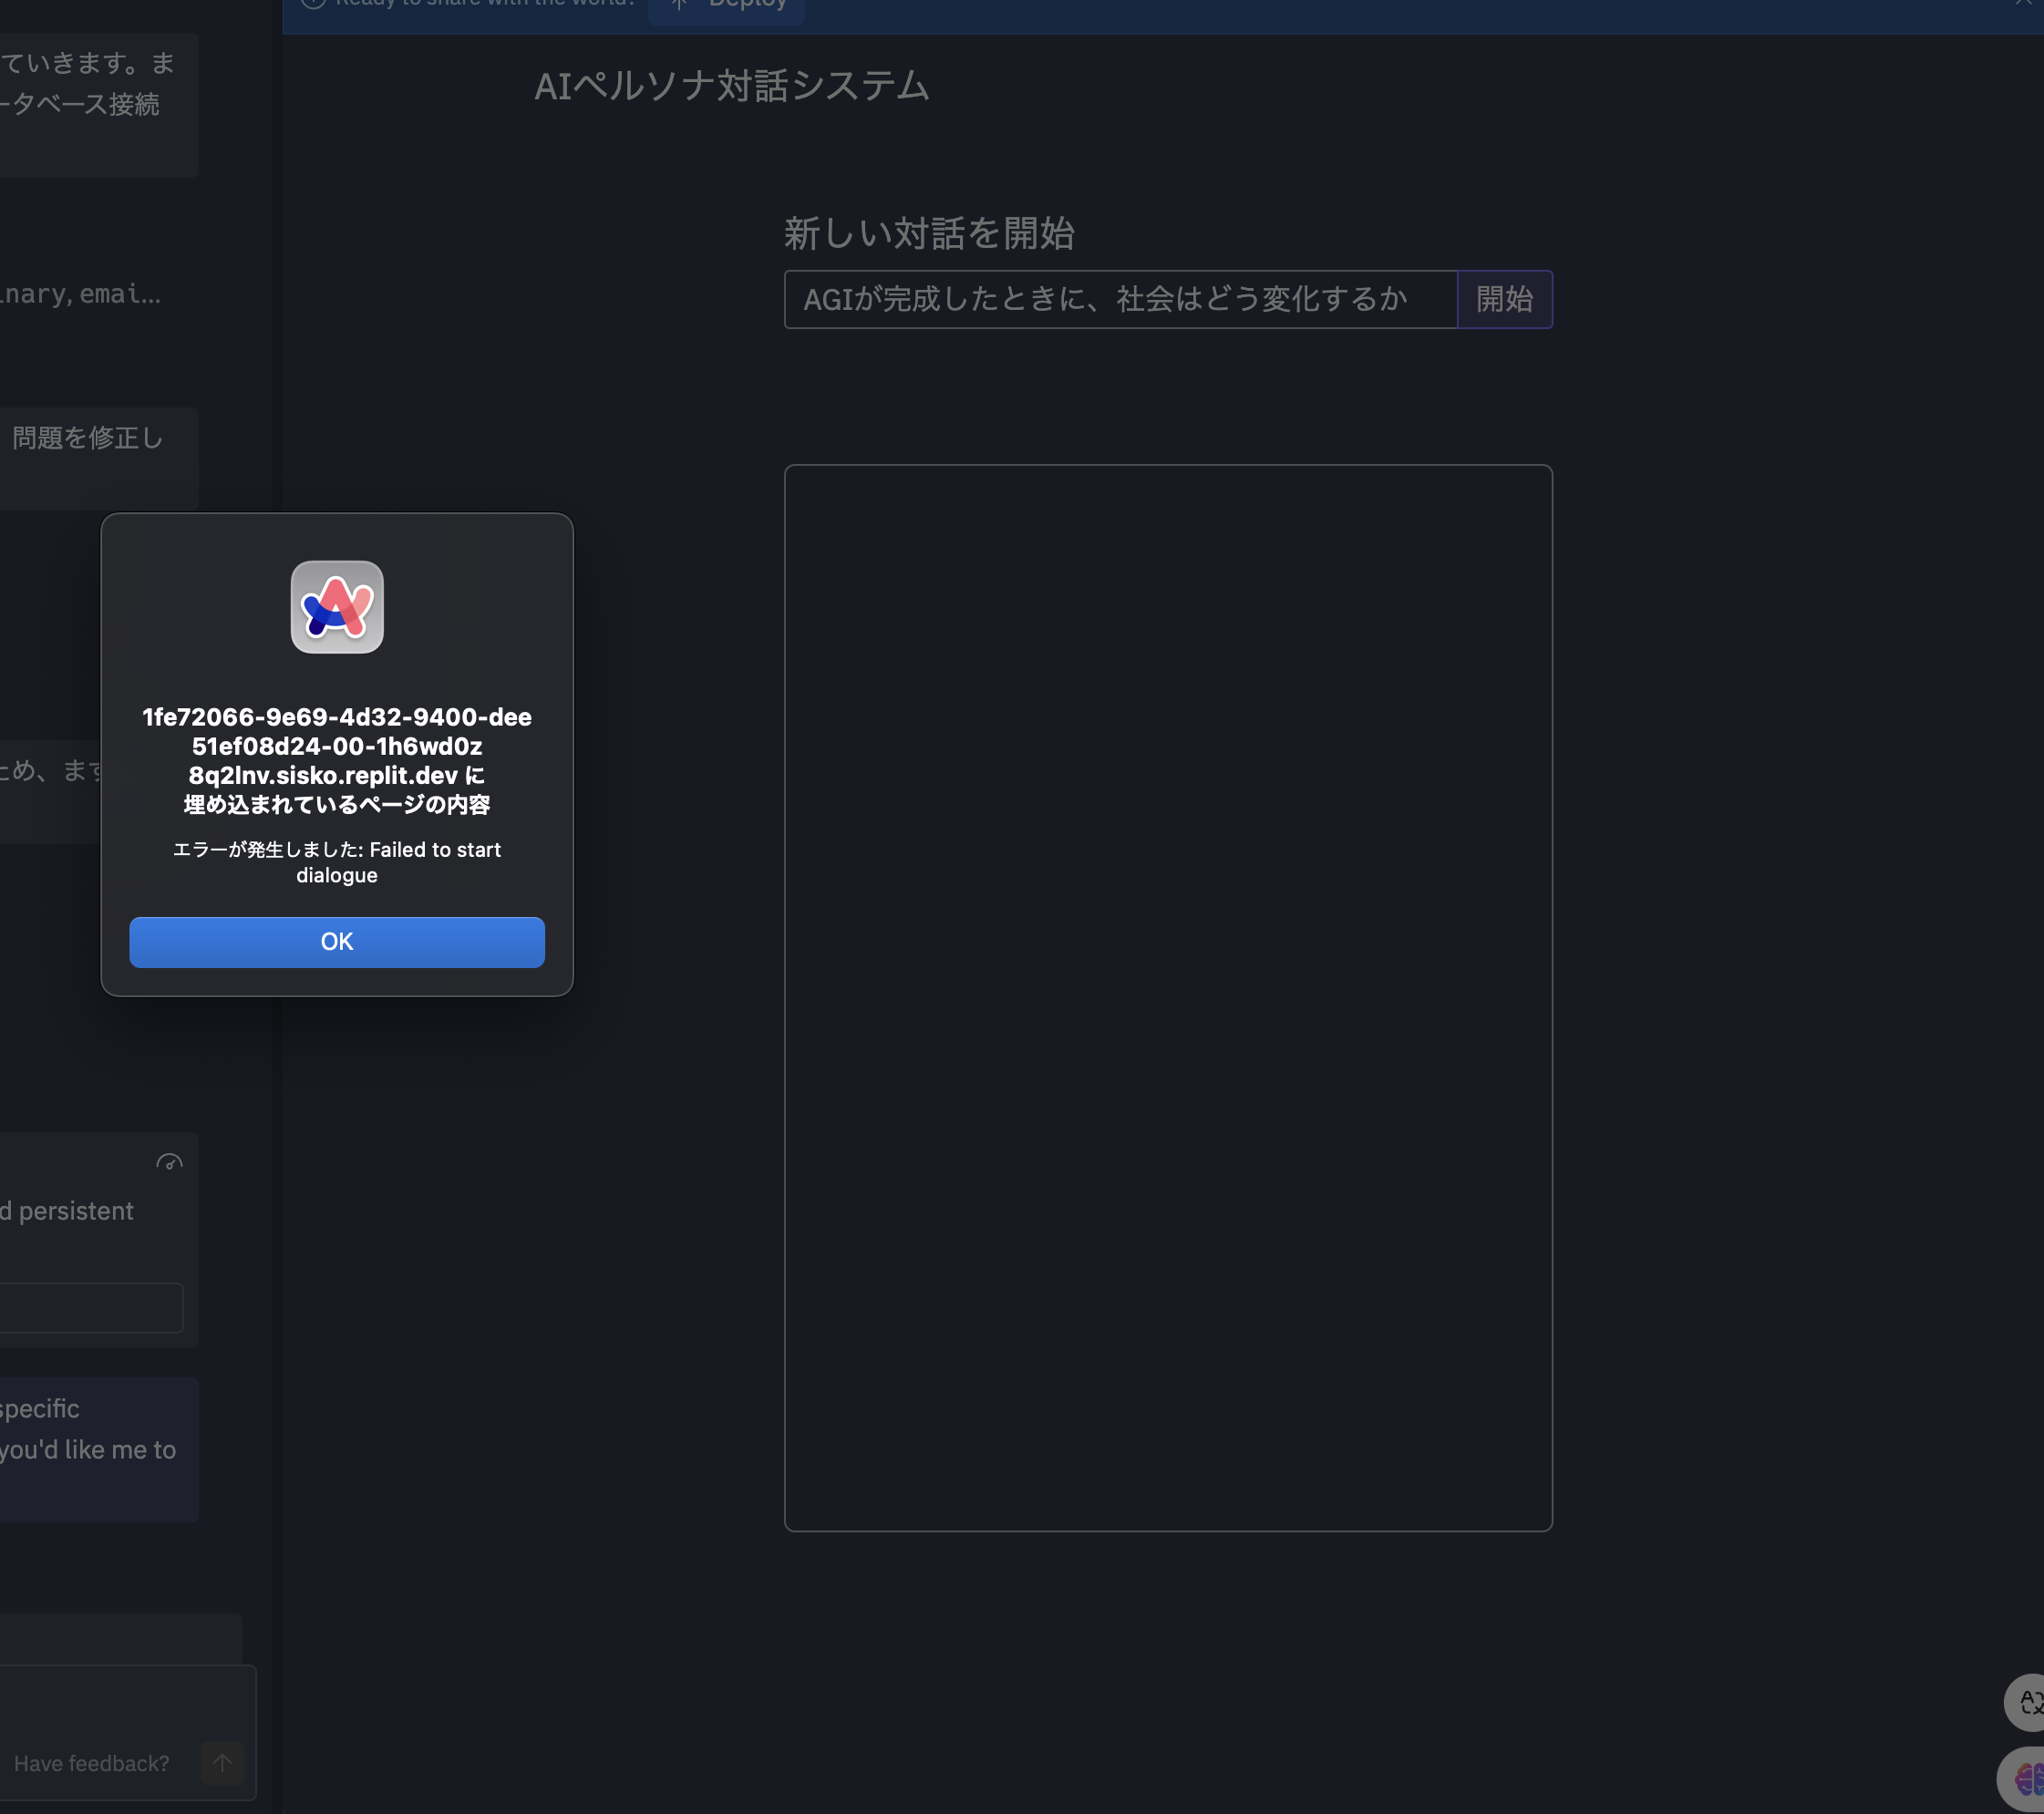 Ready to share with the world?
Deploy
ていきます。ま
ータベース接続
nary, emai...
問題を修正し
ため、ます
d persistent
specific
you'd like me to
Have feedback?
AIペルソナ対話システム
新しい対話を開始
AGIが完成したときに、社会はどう変化するか
開始
1fe72066-9e69-4d32-9400-dee
51ef08d24-00-1h6wd0z
8q2lnv.sisko.replit.dev に
埋め込まれているページの内容
エラーが発生しました: Failed to start
dialogue
OK